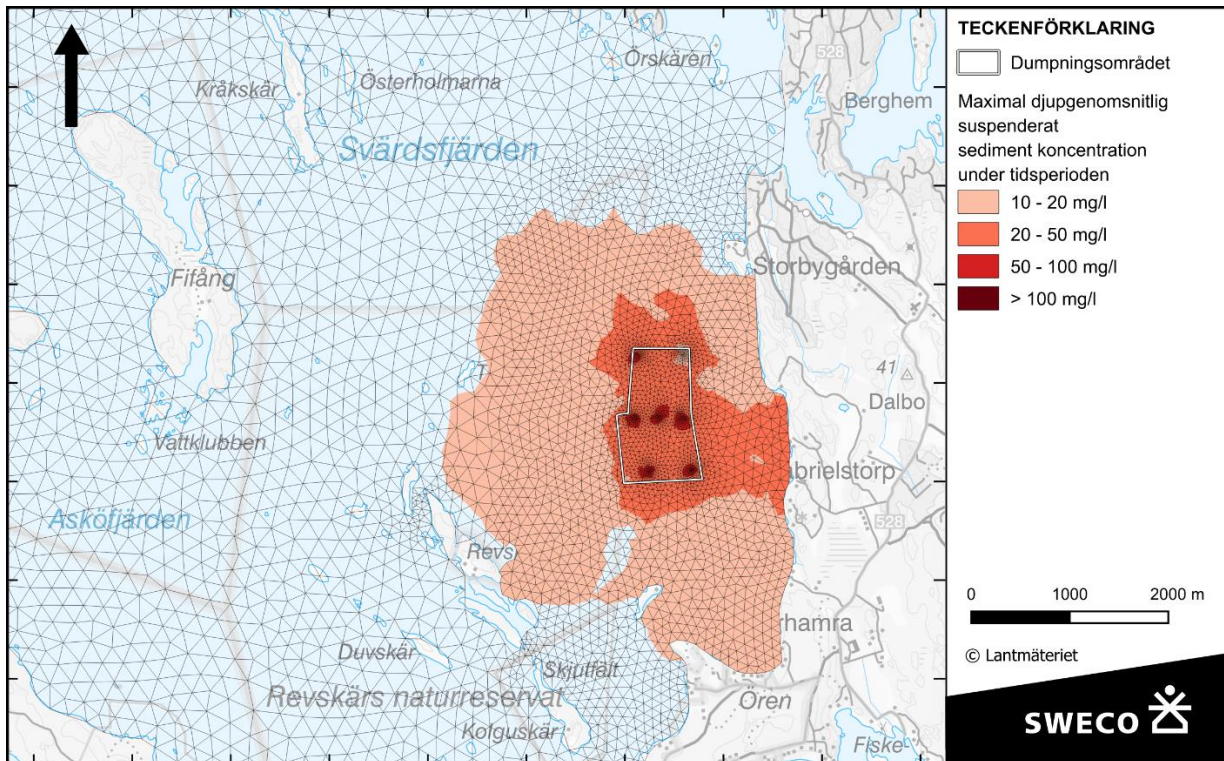 Örskären
528
Kråkskär
Österholmarna
Berghem
Svärdsfjärden
Fifång
Storbygården
41
Dalbo
Vattklubben
brielstorp
Asköfjärden
528
Revs
rhamra
Duvskär
Skjutfält
Revskärs naturreservat
Ören
Kolguskär
Fiske-
TECKENFÖRKLARING
Dumpningsområdet
Maximal djupgenomsnitlig
suspenderat
sediment koncentration
under tidsperioden
10 - 20 mg/l
20 - 50 mg/l
50 - 100 mg/l
> 100 mg/l
0 1000 2000 m
© Lantmäteriet
SWECO